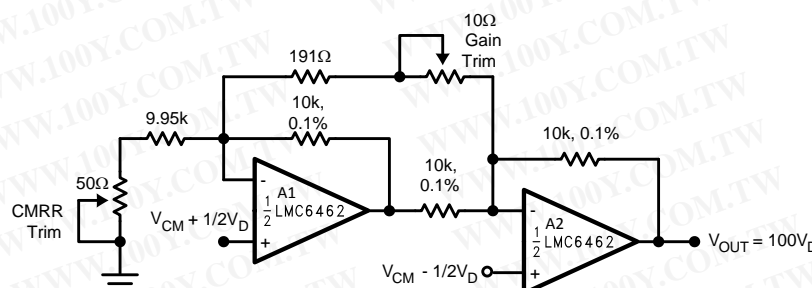 10Ω
Gain
Trim
191Ω
9.95k
10k,
0.1%
10k, 0.1%
10k,
0.1%
50Ω
CMRR
Trim
-
A1
1/2 LMC6462
+
V_CM + 1/2V_D
-
A2
1/2 LMC6462
+
V_CM - 1/2V_D
V_OUT = 100V_D
WWW.100Y.COM.TW